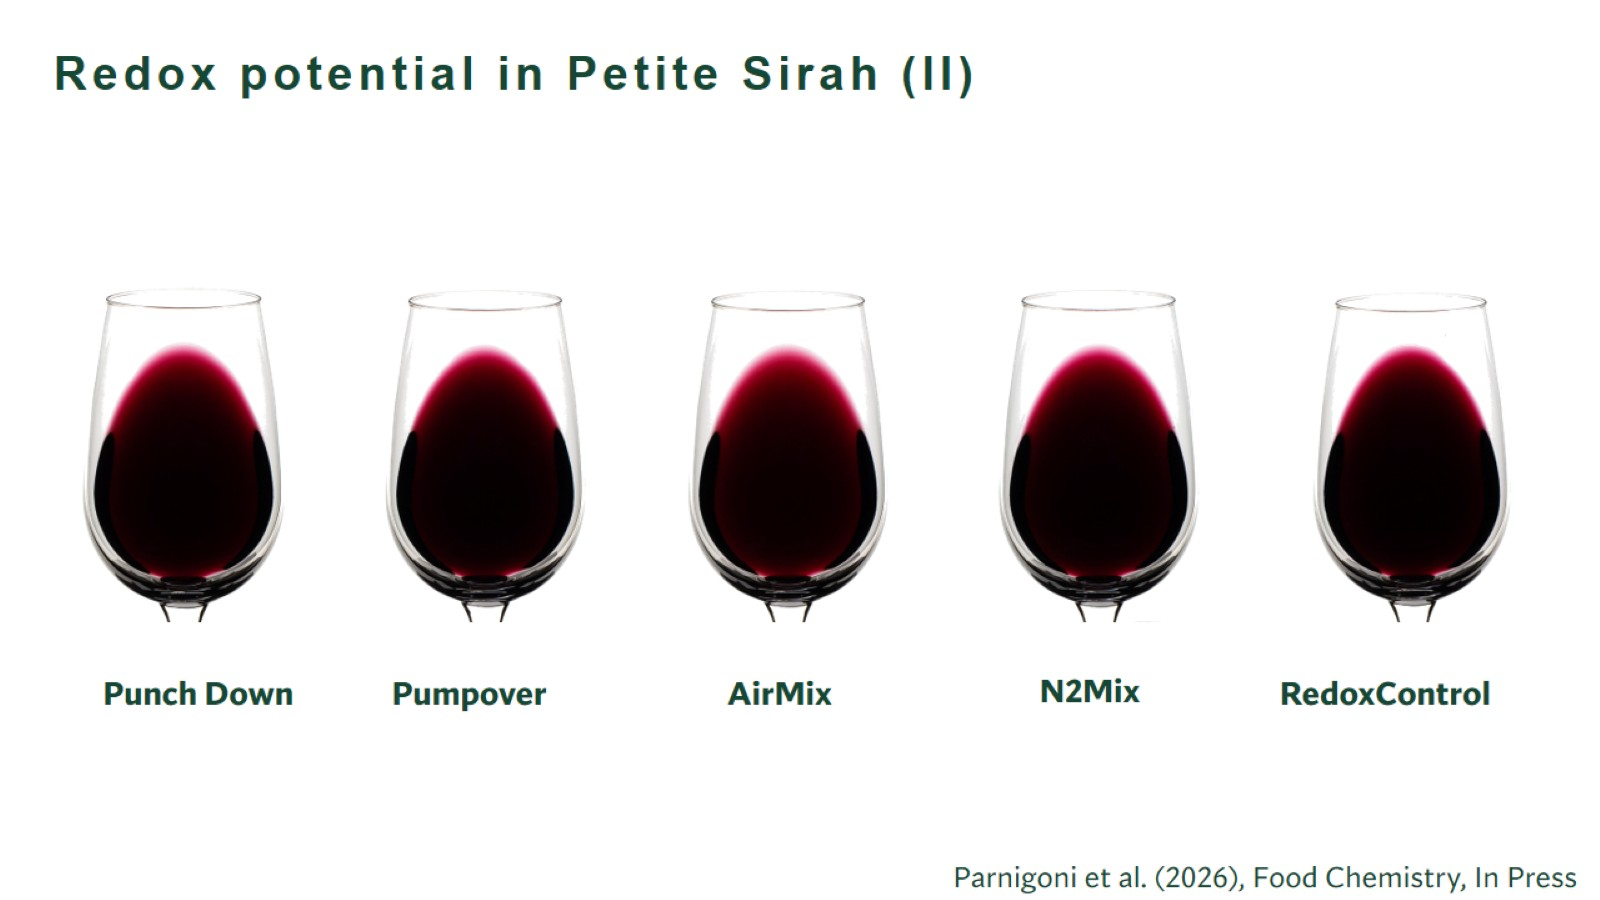 Redox potential in Petite Sirah (II)
Punch Down
Pumpover
AirMix
N2Mix
RedoxControl
Parnigoni et al. (2026), Food Chemistry, In Press